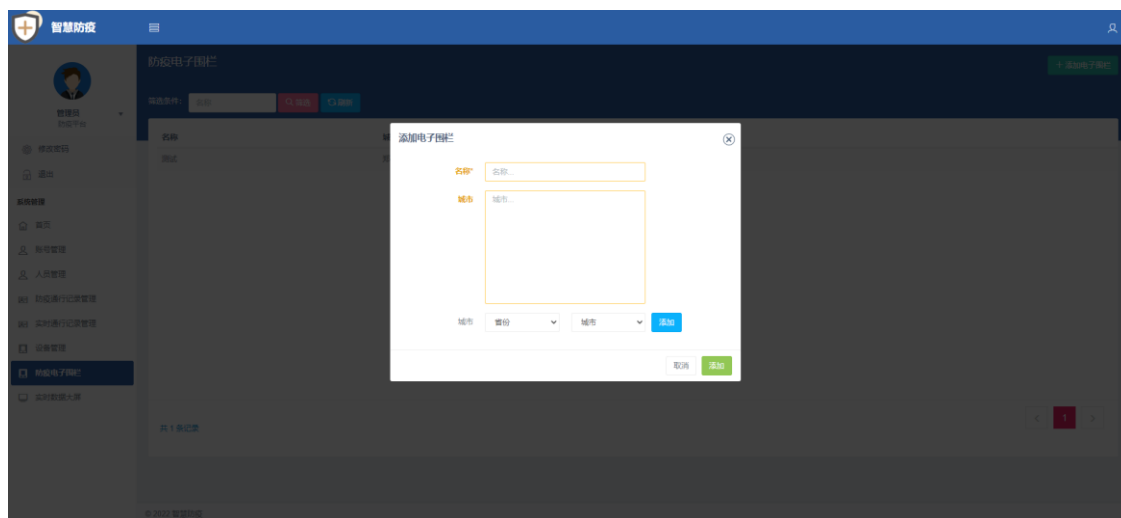 智慧防疫
防疫电子围栏
+ 添加电子围栏
管理员
防疫平台
筛选条件: 名称 筛选 刷新
名称
测试
修改密码
退出
系统管理
首页
账号管理
人员管理
防疫通行记录管理
实时通行记录管理
设备管理
防疫电子围栏
实时数据大屏
添加电子围栏
名称* 名称...
城市 城市...
城市 省份 城市 添加
取消 添加
共 1 条记录
< 1 >
© 2022 智慧防疫